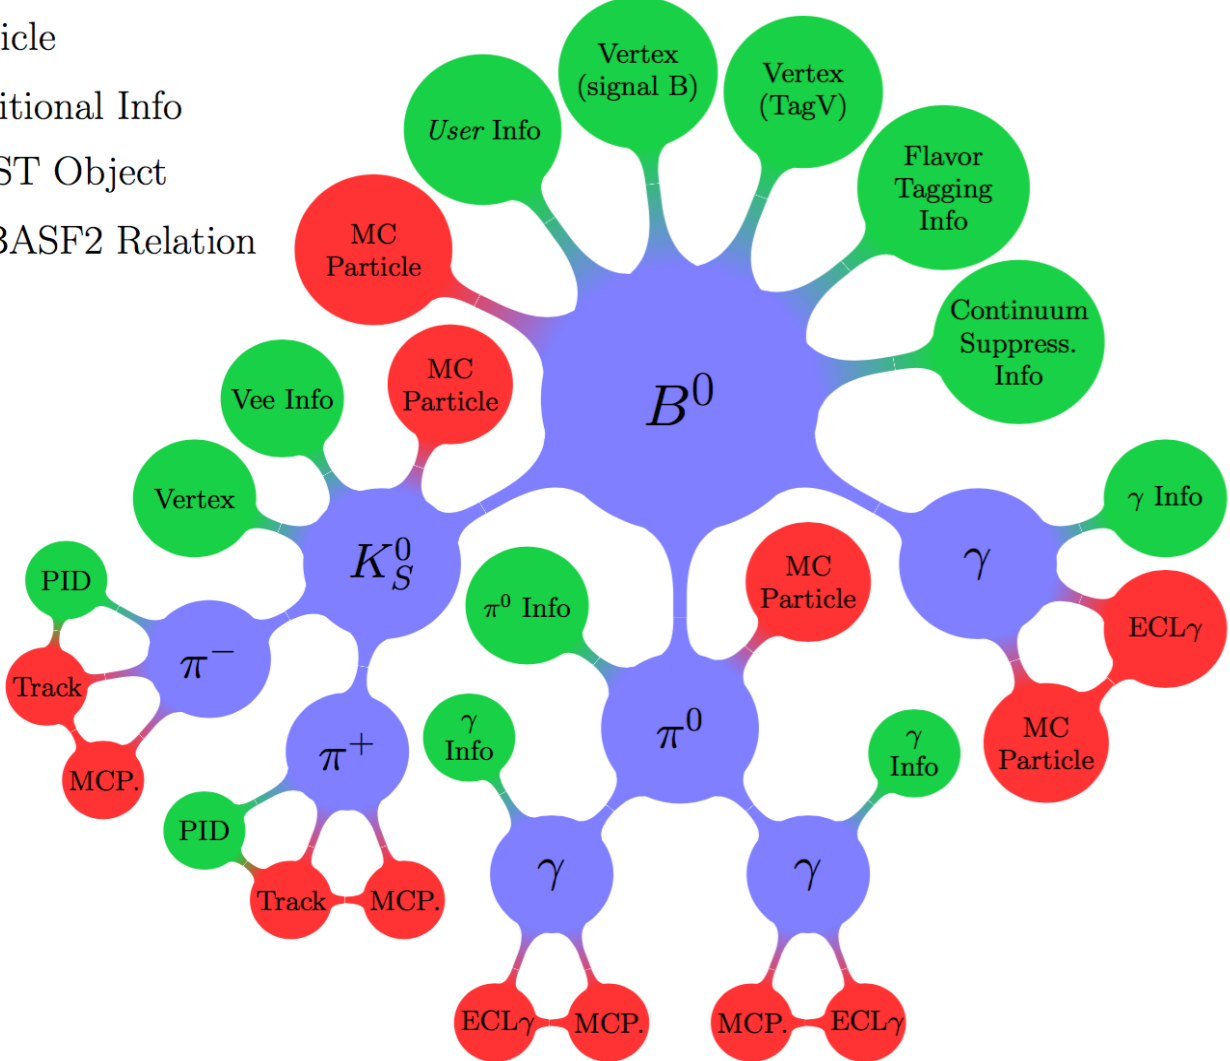 icle
itional Info
ST Object
BASF2 Relation
Vertex
(signal B)
Vertex
(TagV)
User Info
Flavor
Tagging
Info
MC
Particle
Continuum
Suppress.
Info
MC
Particle
Vee Info
B⁰
Vertex
γ Info
K⁰_S
γ
PID
π⁰ Info
MC
Particle
ECLγ
π⁻
Track
MCP.
π⁺
γ
Info
π⁰
γ
Info
MC
Particle
PID
Track
MCP.
γ
γ
ECLγ
MCP.
MCP.
ECLγ